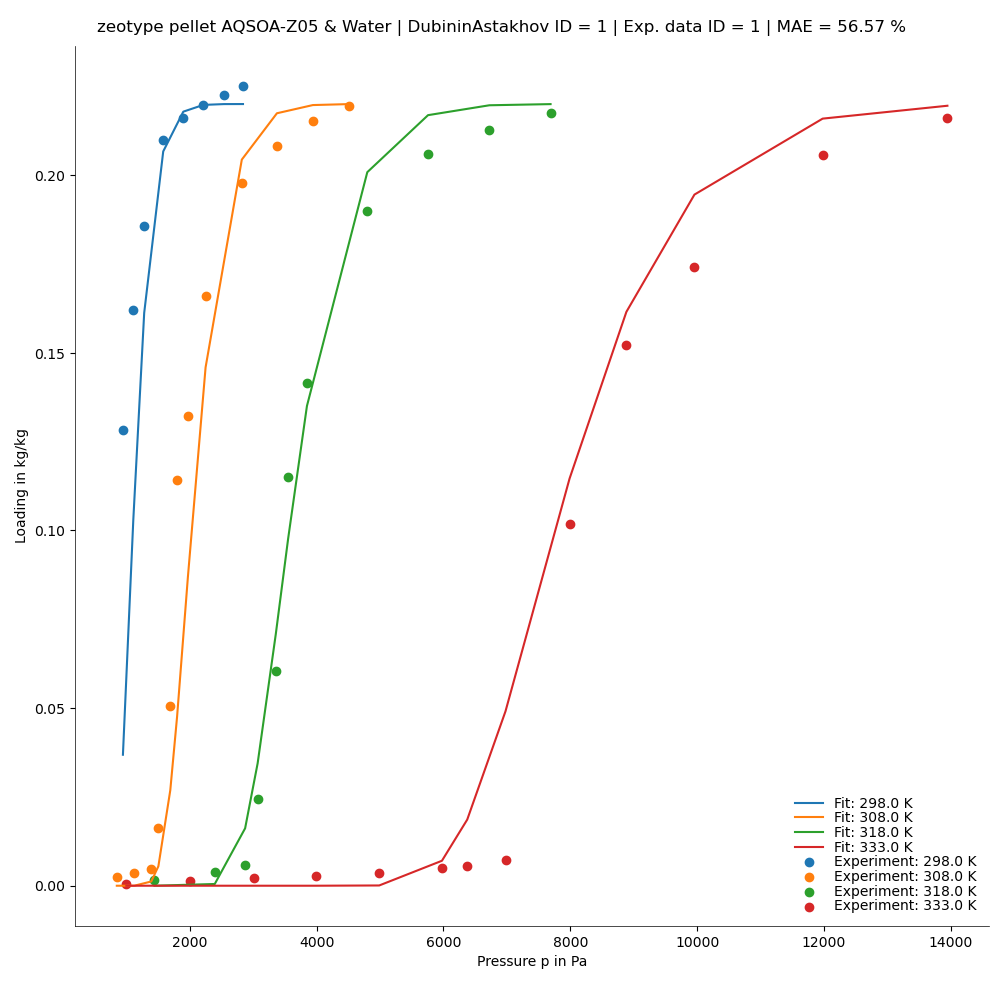 zeotype pellet AQSOA-Z05 & Water | DubininAstakhov ID = 1 | Exp. data ID = 1 | MAE = 56.57 %
Loading in kg/kg
0.20
0.15
0.10
0.05
0.00
Fit: 298.0 K
Fit: 308.0 K
Fit: 318.0 K
Fit: 333.0 K
Experiment: 298.0 K
Experiment: 308.0 K
Experiment: 318.0 K
Experiment: 333.0 K
2000 4000 6000 8000 10000 12000 14000
Pressure p in Pa